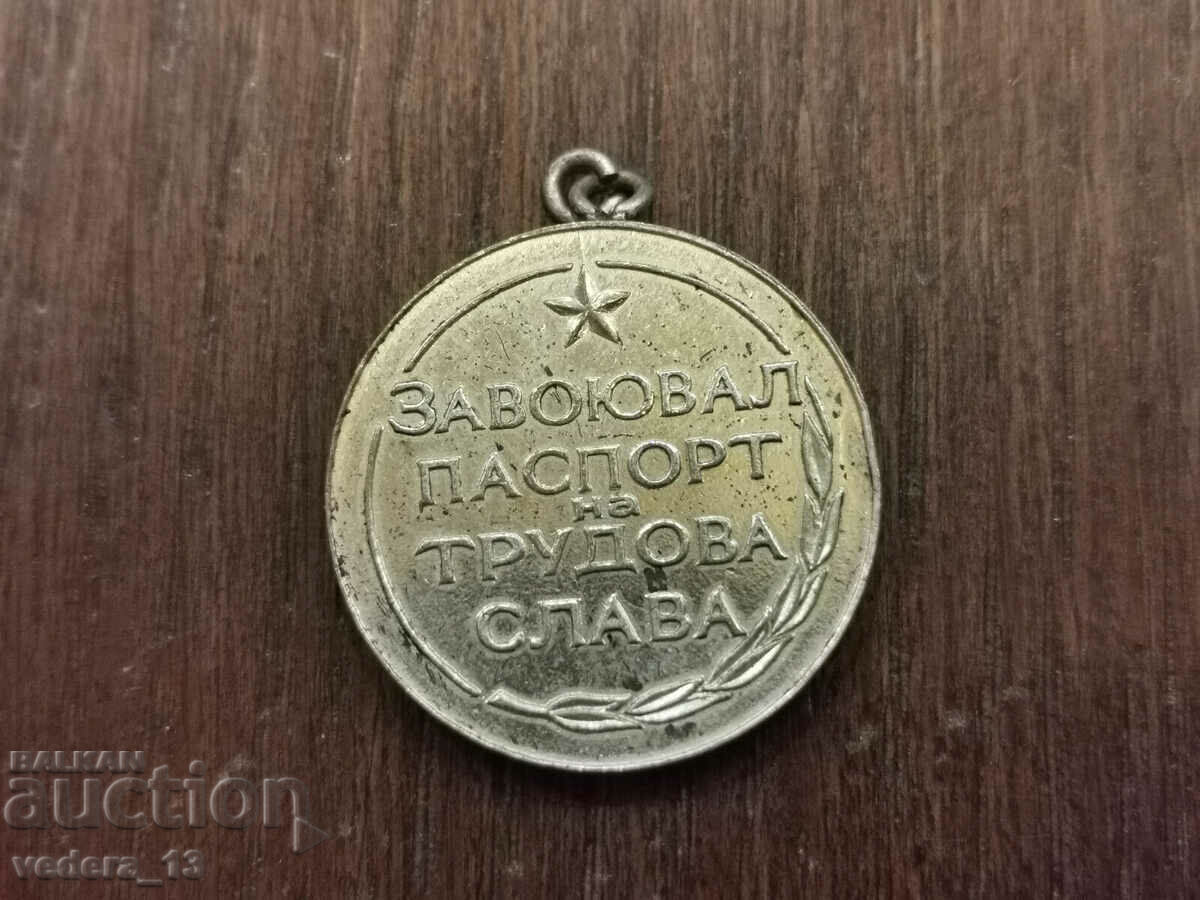 ЗАВОЮВАЛ
ПАСПОРТ
на
ТРУДОВА
СЛАВА
BALKAN
auction
vedera_13